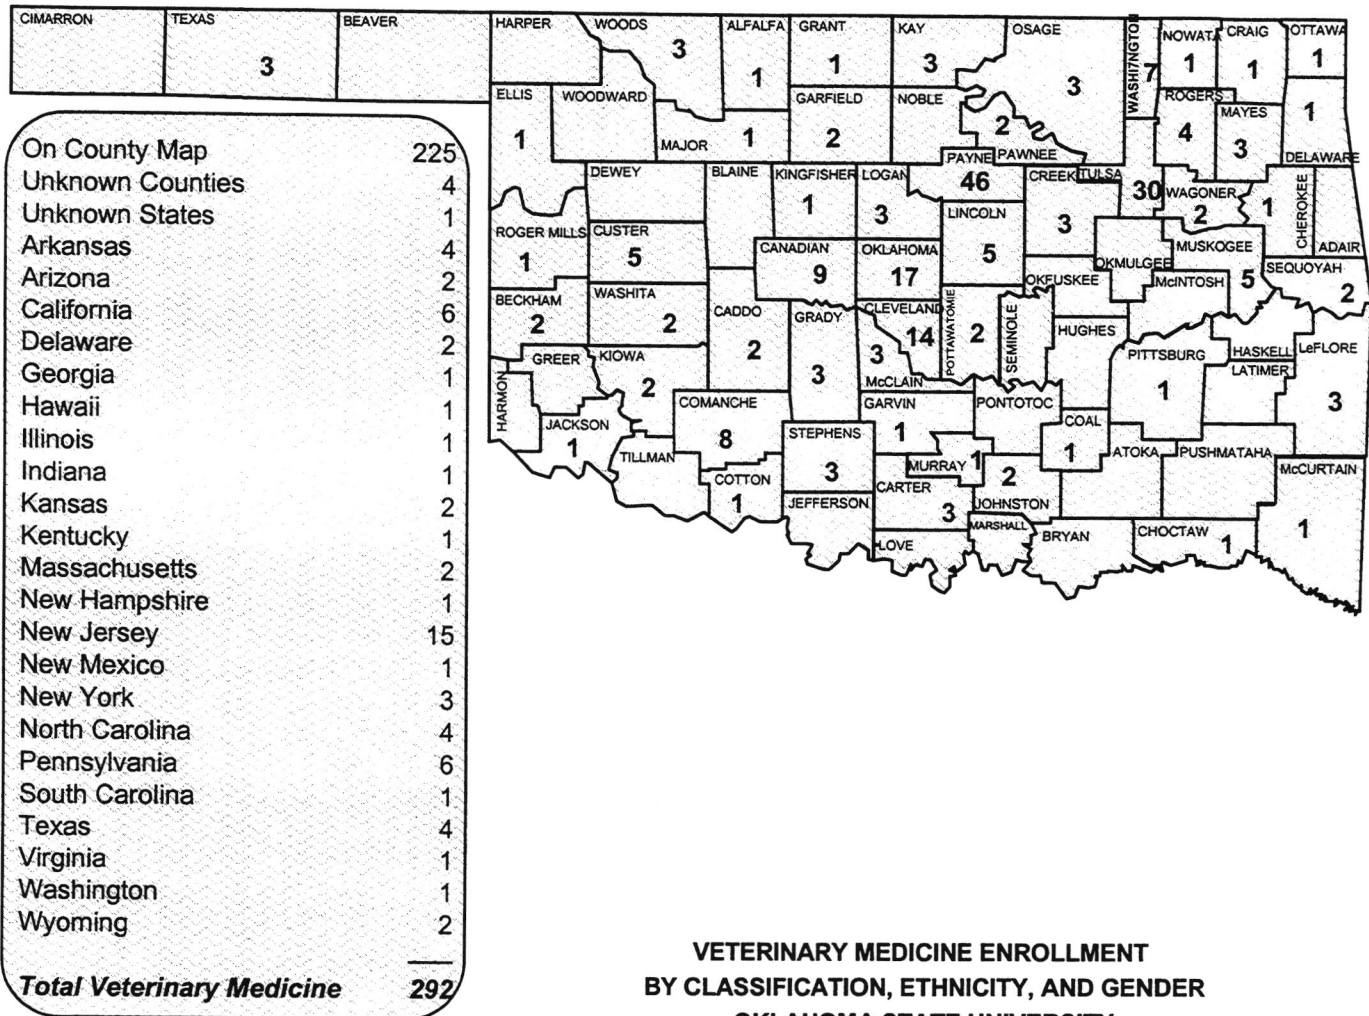 CIMARRON
TEXAS
3
BEAVER
HARPER
WOODS
3
ALFALFA
1
GRANT
1
KAY
3
OSAGE
3
WASHI7NGTON
7
NOWATA
1
CRAIG
1
OTTAWA
1
ELLIS
1
WOODWARD
MAJOR
1
GARFIELD
2
NOBLE
2
PAWNEE
ROGERS
4
MAYES
3
1
DELAWARE
DEWEY
BLAINE
KINGFISHER
1
LOGAN
3
PAYNE
46
CREEK
3
TULSA
30
WAGONER
2
1
CHEROKEE
ADAIR
ROGER MILLS
1
CUSTER
5
CANADIAN
9
OKLAHOMA
17
LINCOLN
5
OKMULGEE
MUSKOGEE
5
SEQUOYAH
2
BECKHAM
2
WASHITA
2
CADDO
2
GRADY
3
CLEVELAND
14
3
McCLAIN
POTTAWATOMIE
2
SEMINOLE
OKFUSKEE
McINTOSH
HUGHES
PITTSBURG
1
HASKELL
LATIMER
LeFLORE
3
GREER
KIOWA
2
HARMON
JACKSON
1
TILLMAN
COMANCHE
8
COTTON
1
STEPHENS
3
JEFFERSON
GARVIN
1
MURRAY
1
CARTER
3
LOVE
PONTOTOC
2
JOHNSTON
MARSHALL
COAL
1
ATOKA
PUSHMATAHA
BRYAN
CHOCTAW
1
McCURTAIN
1
On County Map 225
Unknown Counties 4
Unknown States 1
Arkansas 4
Arizona 2
California 6
Delaware 2
Georgia 1
Hawaii 1
Illinois 1
Indiana 1
Kansas 2
Kentucky 1
Massachusetts 2
New Hampshire 1
New Jersey 15
New Mexico 1
New York 3
North Carolina 4
Pennsylvania 6
South Carolina 1
Texas 4
Virginia 1
Washington 1
Wyoming 2
Total Veterinary Medicine 292
VETERINARY MEDICINE ENROLLMENT
BY CLASSIFICATION, ETHNICITY, AND GENDER
OKLAHOMA STATE UNIVERSITY